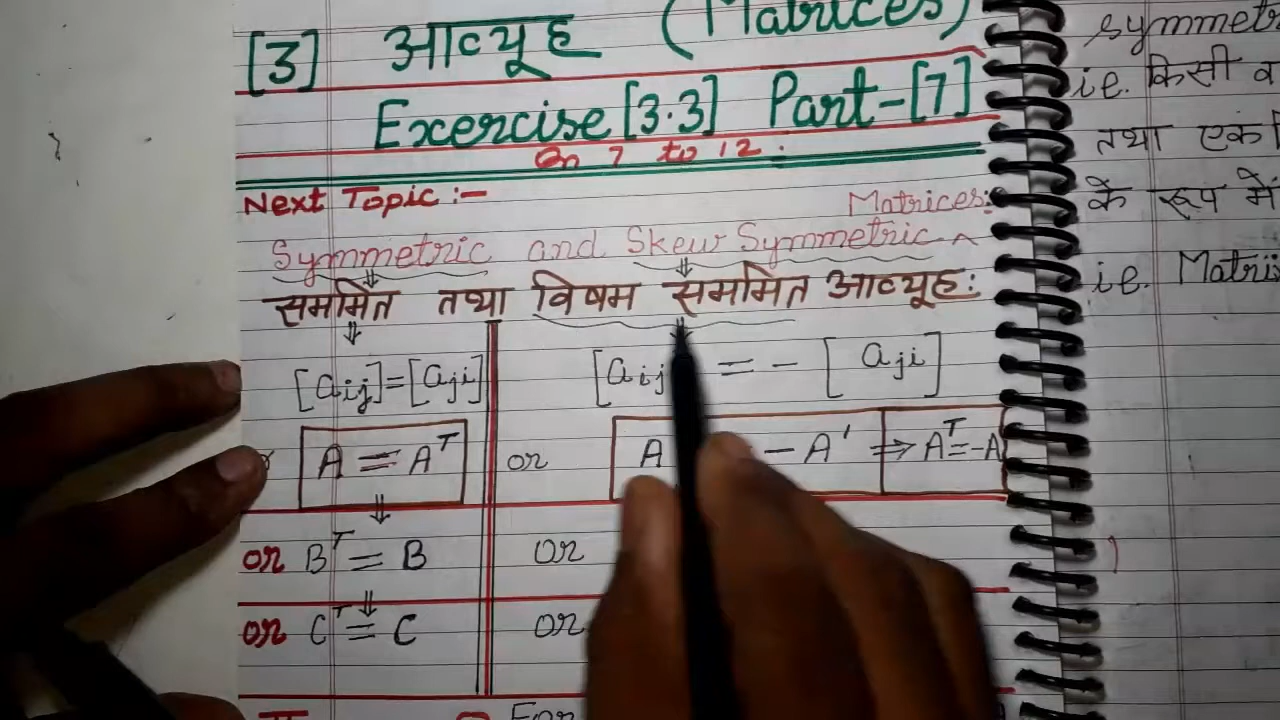 [3] आव्यूह (Matrices)
Exercise [3.3] Part-[7]
Qn 7 to 12.
Next Topic :-
Matrices:
Symmetric and Skew Symmetric ^
सममित तथा विषम सममित आव्यूह:
[aij] = [aji]
[aij = - [ aji]
A = A^T
or
A - A' ⇒ A^T = -A
or B^T = B
or
or C^T = C
or
For
symmetr
i.e. किसी व
तथा एक
के रूप में
i.e. Matri